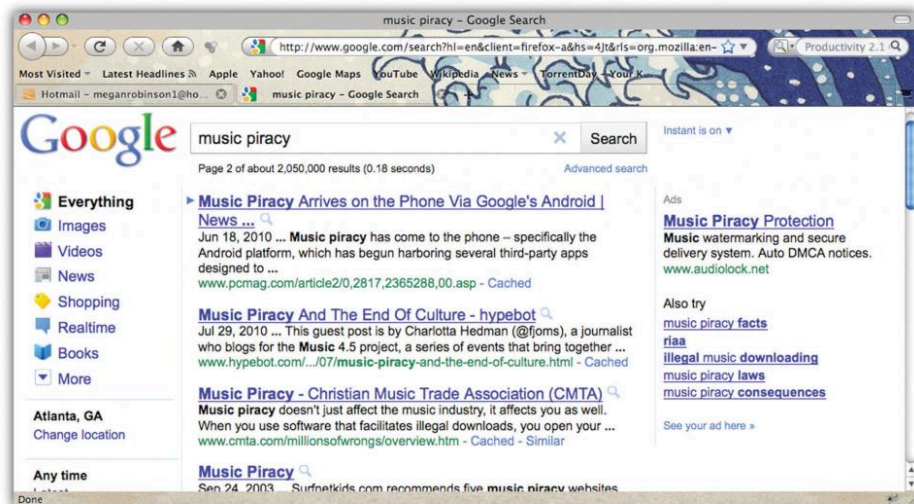 music piracy – Google Search
http://www.google.com/search?hl=en&client=firefox-a&hs=4Jt&rls=org.mozilla:en-
Productivity 2.1
Most Visited Latest Headlines Apple Yahoo! Google Maps YouTube Wikipedia News TorrentDay – Your K...
Hotmail – meganrobinson1@ho... music piracy – Google Search
Google
music piracy
Search
Instant is on
Page 2 of about 2,050,000 results (0.18 seconds)
Advanced search
Everything
Images
Videos
News
Shopping
Realtime
Books
More
Atlanta, GA
Change location
Any time
Music Piracy Arrives on the Phone Via Google's Android |
News ...
Jun 18, 2010 ... Music piracy has come to the phone – specifically the
Android platform, which has begun harboring several third-party apps
designed to ...
www.pcmag.com/article2/0,2817,2365288,00.asp - Cached
Music Piracy And The End Of Culture - hypebot
Jul 29, 2010 ... This guest post is by Charlotta Hedman (@fjoms), a journalist
who blogs for the Music 4.5 project, a series of events that bring together ...
www.hypebot.com/.../07/music-piracy-and-the-end-of-culture.html - Cached
Music Piracy - Christian Music Trade Association (CMTA)
Music piracy doesn't just affect the music industry, it affects you as well.
When you use software that facilitates illegal downloads, you open your ...
www.cmta.com/millionsofwrongs/overview.htm - Cached - Similar
Music Piracy
Sep 24, 2003 ... Surfnetkids.com recommends five music piracy websites
Ads
Music Piracy Protection
Music watermarking and secure
delivery system. Auto DMCA notices.
www.audiolock.net
Also try
music piracy facts
riaa
illegal music downloading
music piracy laws
music piracy consequences
See your ad here »
Done